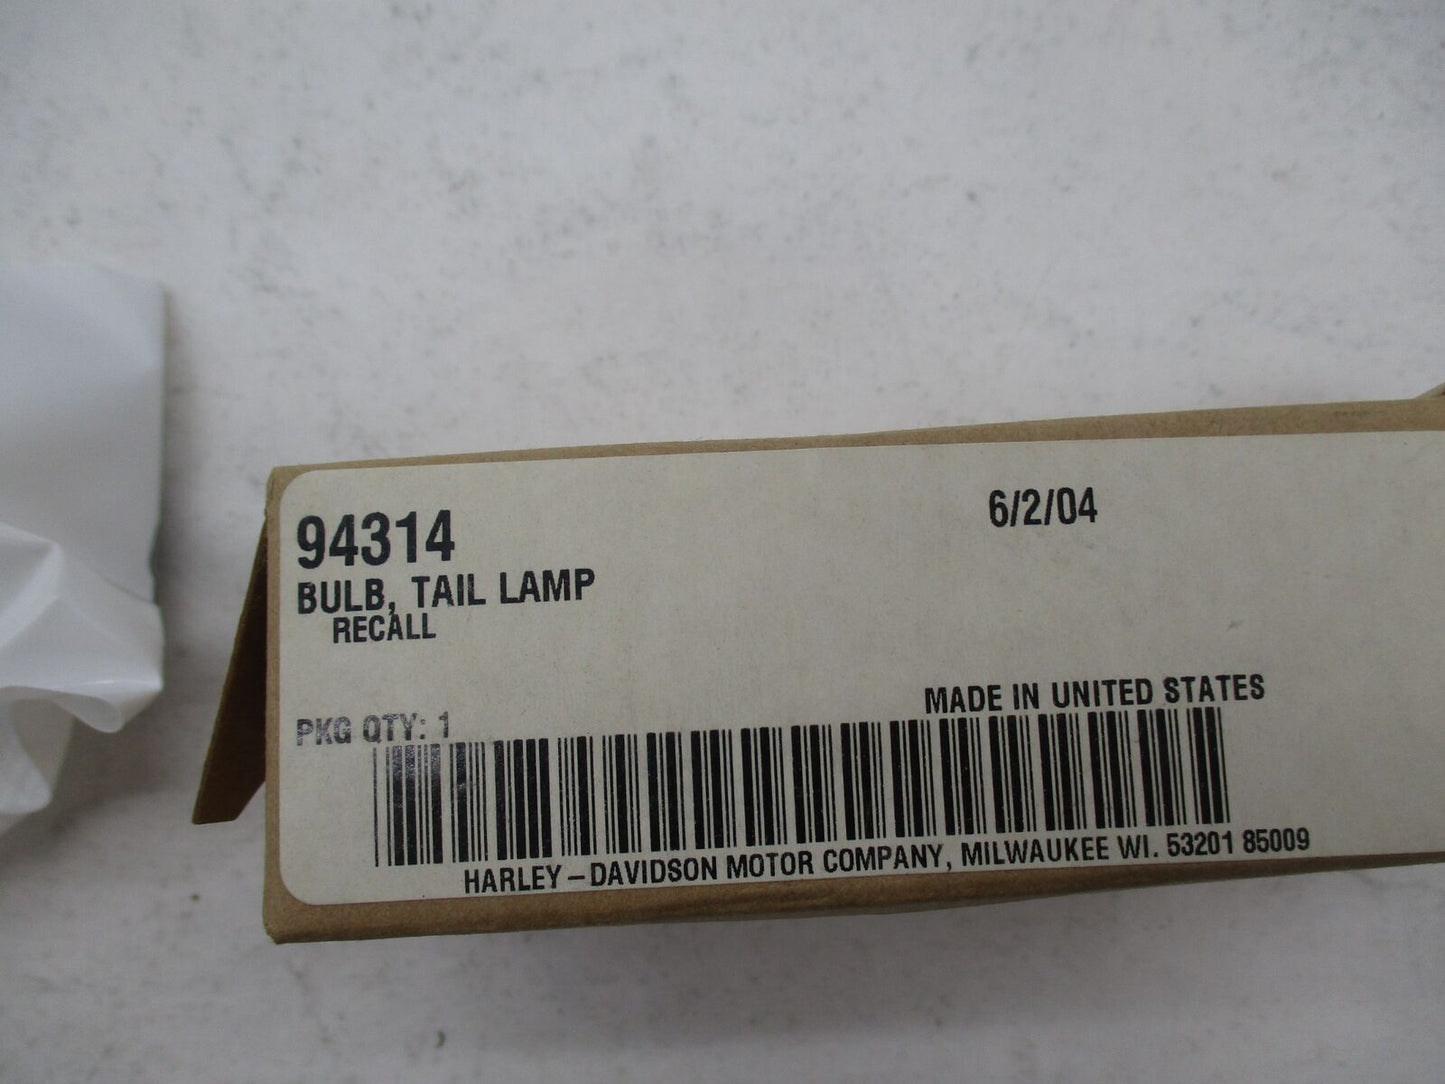 94314
6/2/04
BULB, TAIL LAMP
RECALL
MADE IN UNITED STATES
PKG QTY: 1
HARLEY-DAVIDSON MOTOR COMPANY, MILWAUKEE WI. 53201 85009